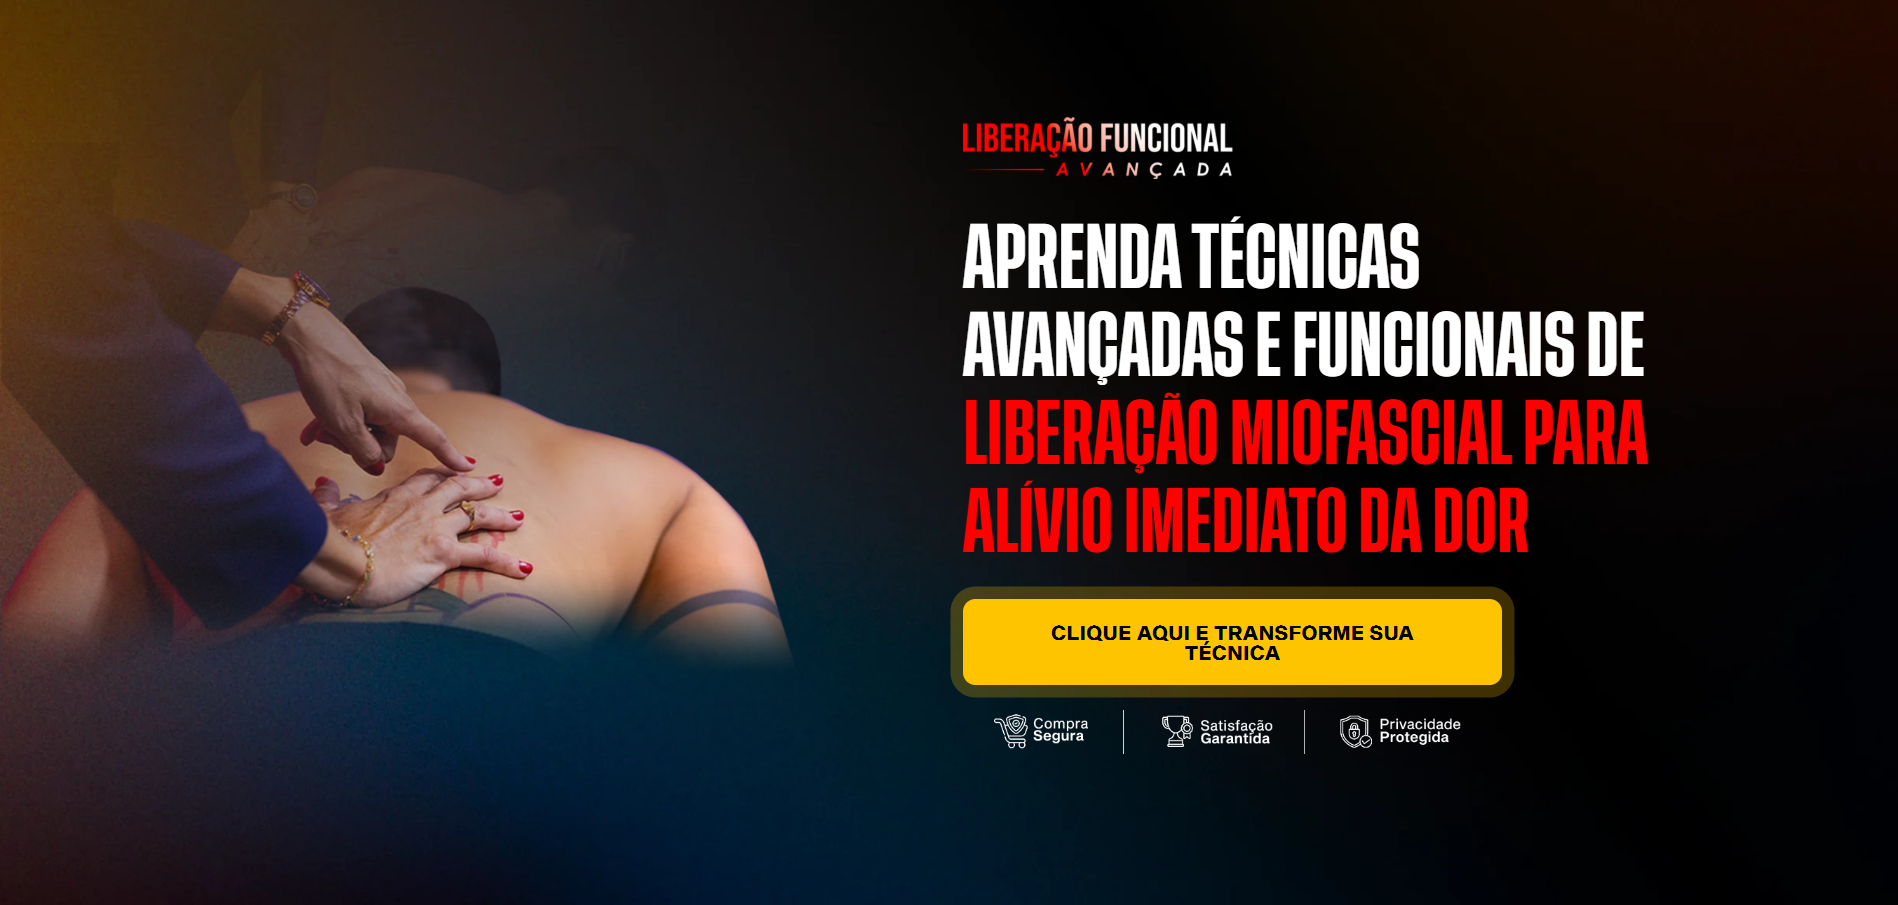 LIBERAÇÃO FUNCIONAL
AVANÇADA
APRENDA TÉCNICAS
AVANÇADAS E FUNCIONAIS DE
LIBERAÇÃO MIOFASCIAL PARA
ALÍVIO IMEDIATO DA DOR
CLIQUE AQUI E TRANSFORME SUA
TÉCNICA
Compra
Segura
Satisfação
Garantida
Privacidade
Protegida